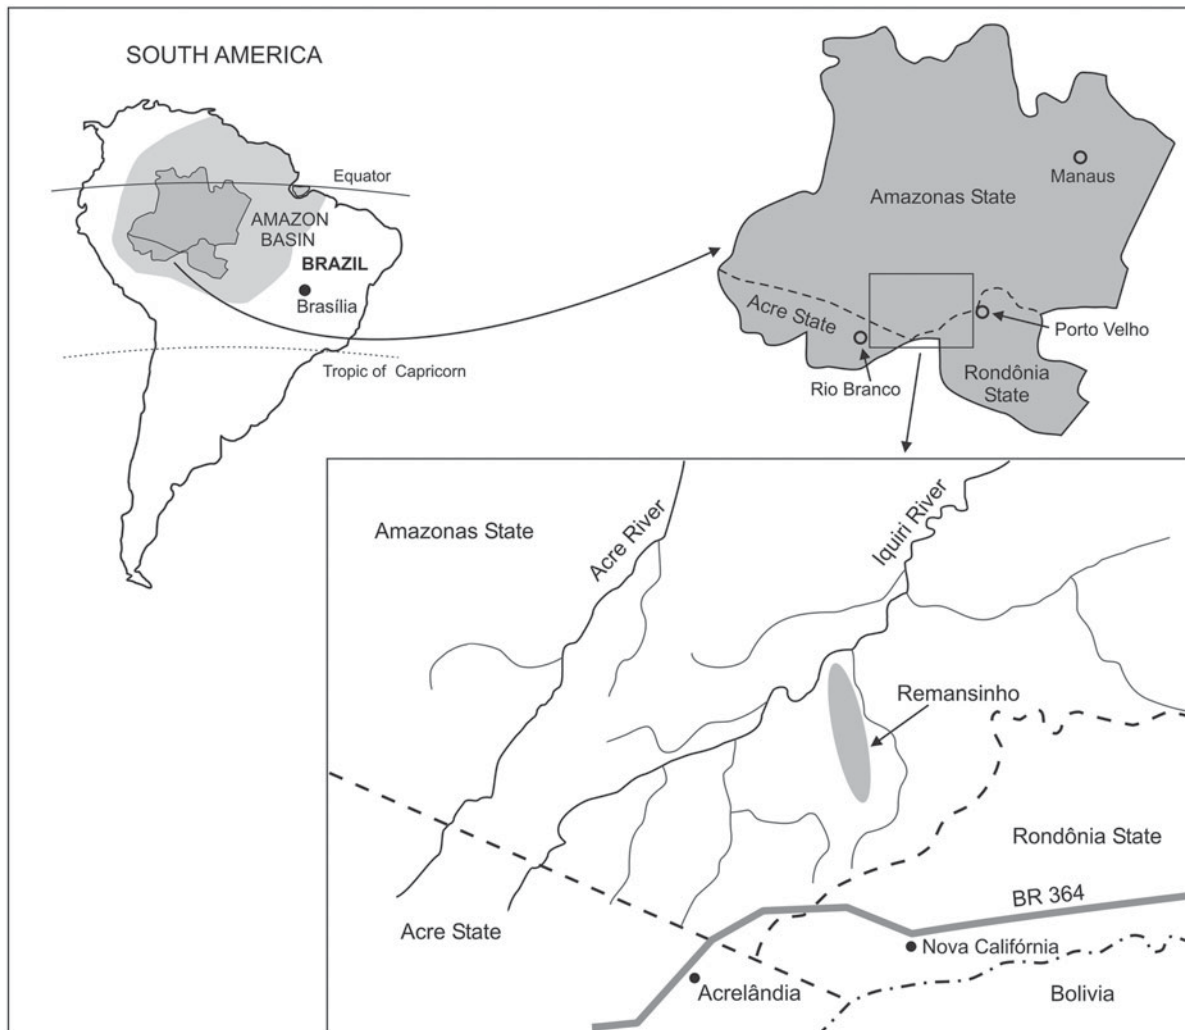 SOUTH AMERICA
Equator
AMAZON
BASIN
BRAZIL
Brasília
Tropic of Capricorn
Manaus
Amazonas State
Acre State
Porto Velho
Rio Branco
Rondônia
State
Amazonas State
Acre River
Iquiri River
Remansinho
Rondônia State
BR 364
Acre State
Nova Califórnia
Acrelândia
Bolivia